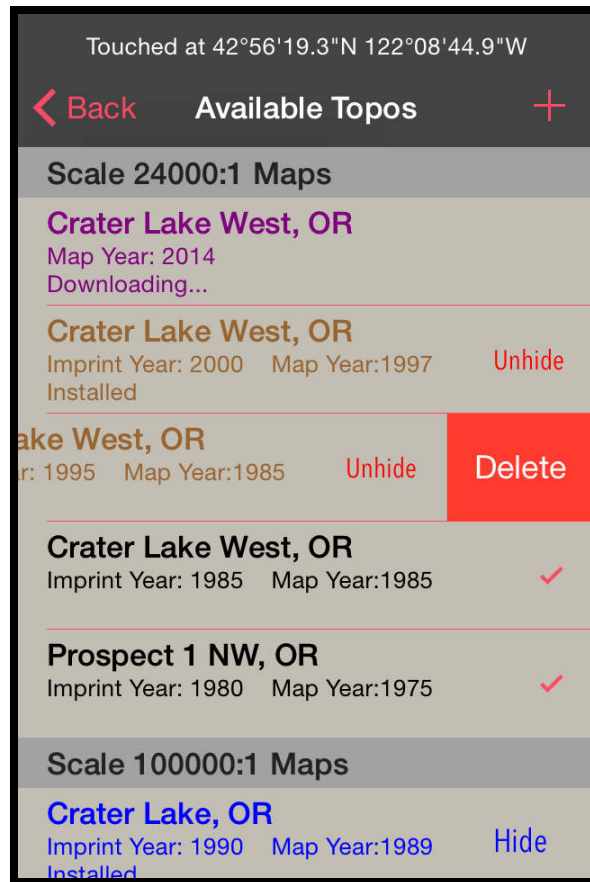 Touched at 42°56'19.3"N 122°08'44.9"W
Back Available Topos +
Scale 24000:1 Maps
Crater Lake West, OR
Map Year: 2014
Downloading...
Crater Lake West, OR
Imprint Year: 2000 Map Year:1997 Unhide
Installed
ake West, OR
r: 1995 Map Year:1985 Unhide Delete
Crater Lake West, OR
Imprint Year: 1985 Map Year:1985
Prospect 1 NW, OR
Imprint Year: 1980 Map Year:1975
Scale 100000:1 Maps
Crater Lake, OR
Imprint Year: 1990 Map Year:1989 Hide
Installed